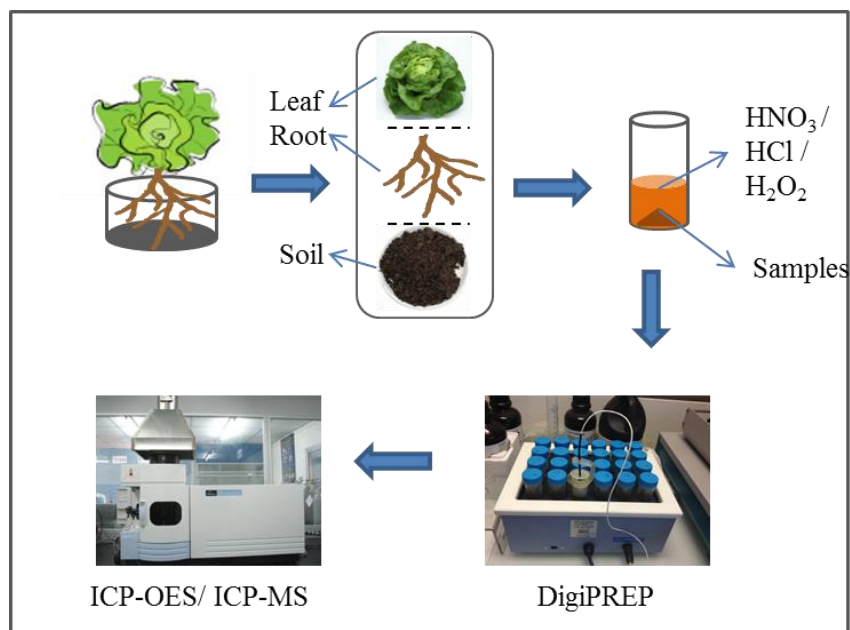 Leaf
Root
Soil
HNO₃ /
HCl /
H₂O₂
Samples
ICP-OES/ ICP-MS
DigiPREP